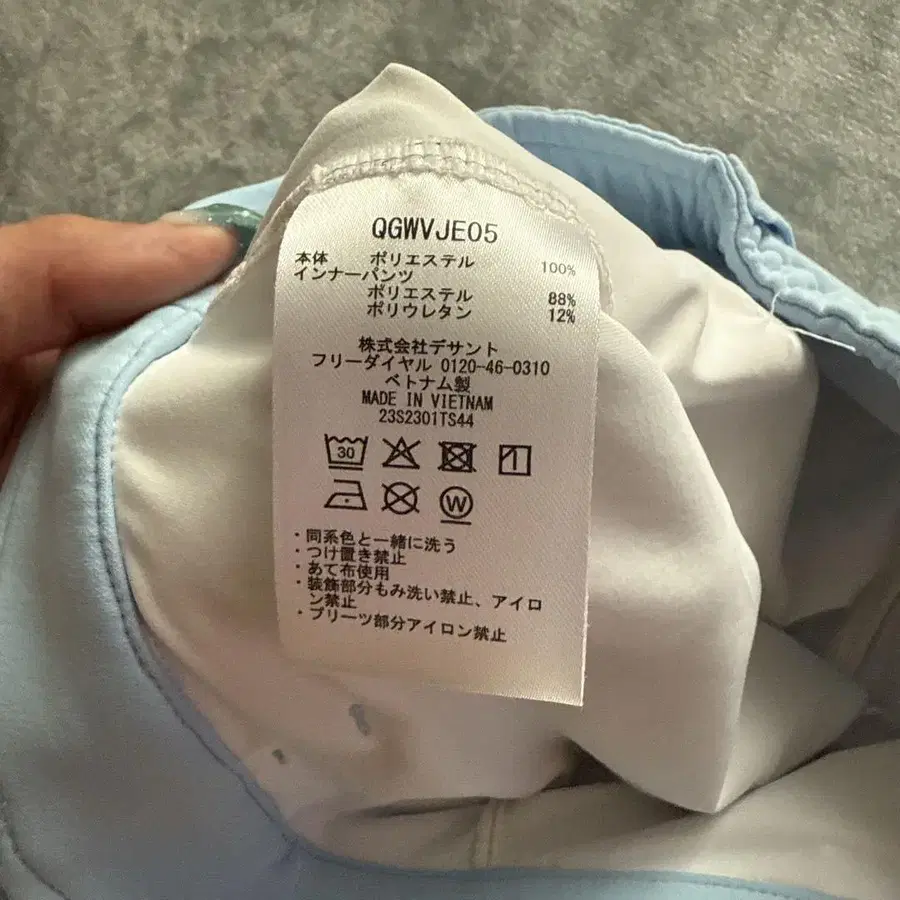 QGWVJE05
本体 ポリエステル 100%
インナーパンツ
ポリエステル 88%
ポリウレタン 12%
株式会社デサント
フリーダイヤル 0120-46-0310
ベトナム製
MADE IN VIETNAM
23S2301TS44
30
W
・同系色と一緒に洗う
・つけ置き禁止
・あて布使用
・装飾部分もみ洗い禁止、アイロ
ン禁止
・プリーツ部分アイロン禁止